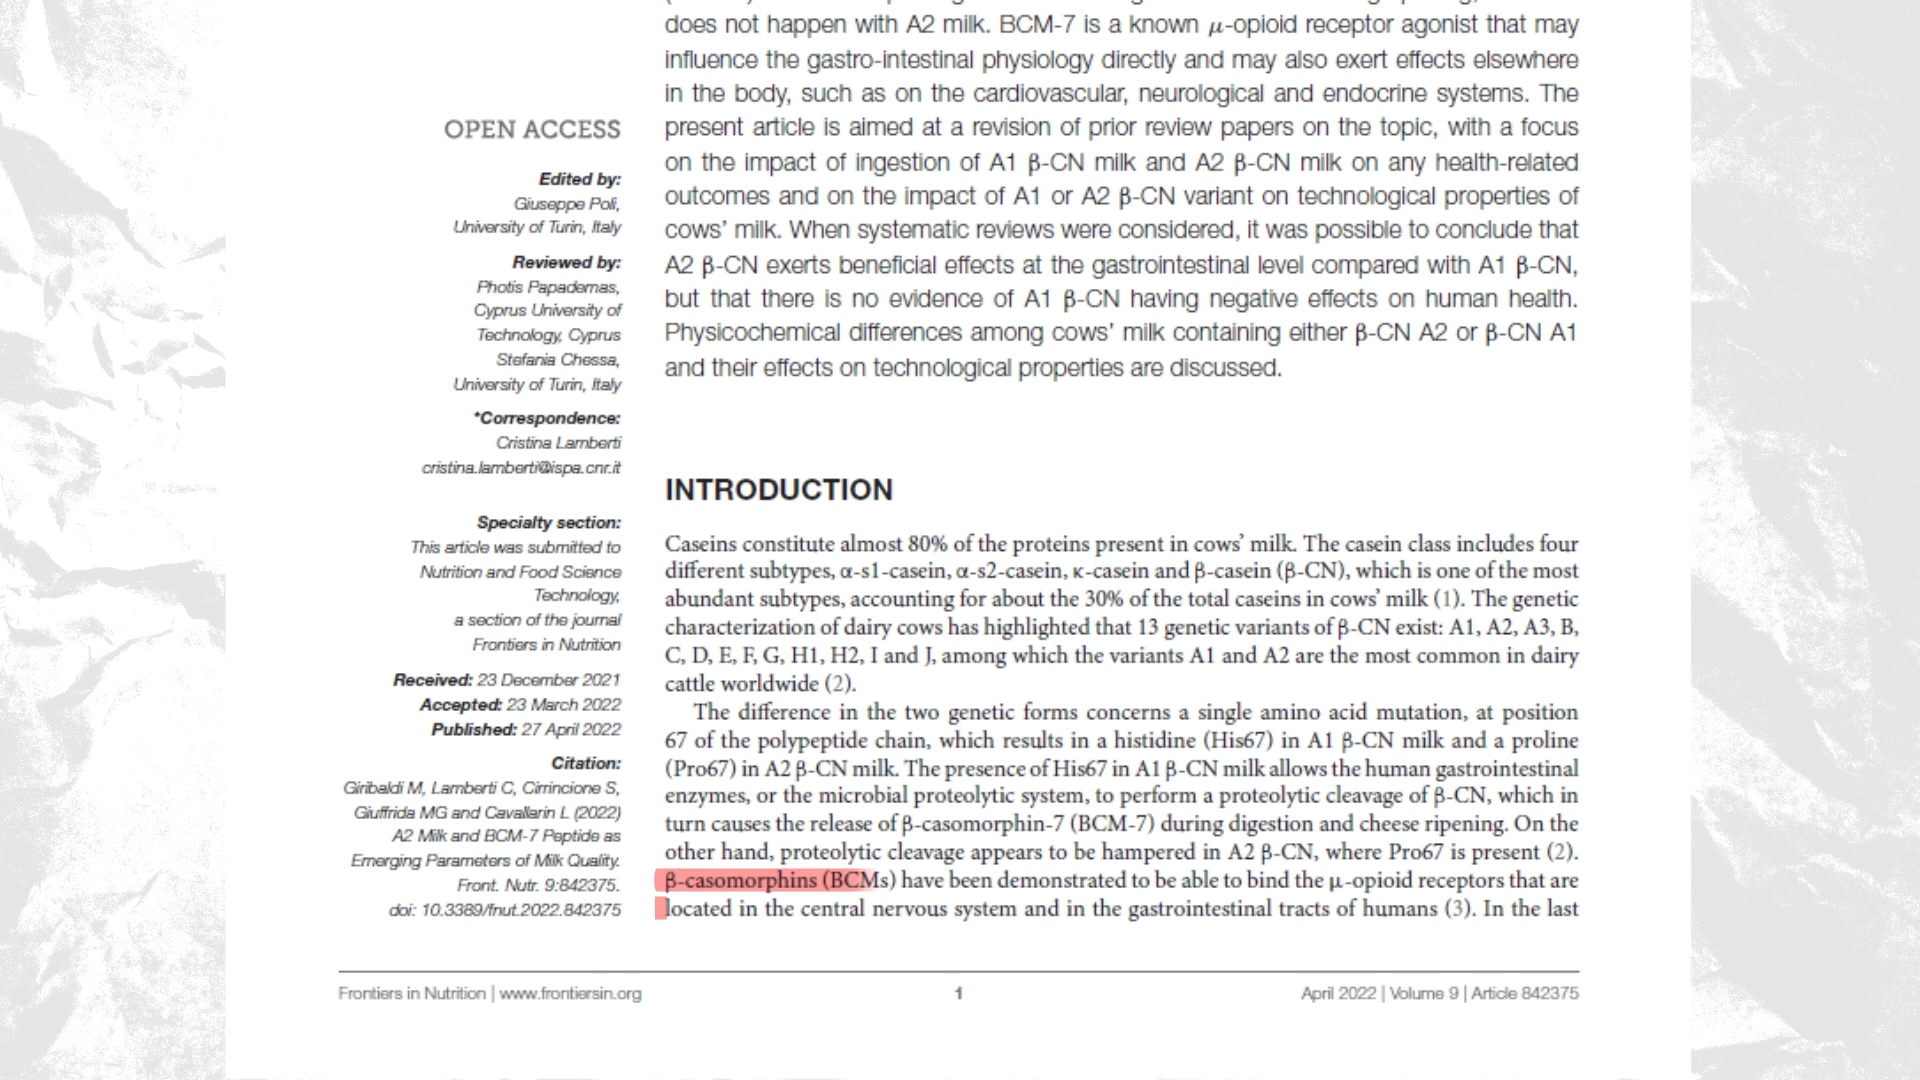 does not happen with A2 milk. BCM-7 is a known μ-opioid receptor agonist that may
influence the gastro-intestinal physiology directly and may also exert effects elsewhere
in the body, such as on the cardiovascular, neurological and endocrine systems. The
present article is aimed at a revision of prior review papers on the topic, with a focus
on the impact of ingestion of A1 β-CN milk and A2 β-CN milk on any health-related
outcomes and on the impact of A1 or A2 β-CN variant on technological properties of
cows' milk. When systematic reviews were considered, it was possible to conclude that
A2 β-CN exerts beneficial effects at the gastrointestinal level compared with A1 β-CN,
but that there is no evidence of A1 β-CN having negative effects on human health.
Physicochemical differences among cows' milk containing either β-CN A2 or β-CN A1
and their effects on technological properties are discussed.
OPEN ACCESS
Edited by:
Giuseppe Poli,
University of Turin, Italy
Reviewed by:
Photis Papademas,
Cyprus University of
Technology, Cyprus
Stefania Chessa,
University of Turin, Italy
*Correspondence:
Cristina Lamberti
cristina.lamberti@ispa.cnr.it
Specialty section:
This article was submitted to
Nutrition and Food Science
Technology,
a section of the journal
Frontiers in Nutrition
Received: 23 December 2021
Accepted: 23 March 2022
Published: 27 April 2022
Citation:
Giribaldi M, Lamberti C, Cirrincione S,
Giuffrida MG and Cavallarin L (2022)
A2 Milk and BCM-7 Peptide as
Emerging Parameters of Milk Quality.
Front. Nutr. 9:842375.
doi: 10.3389/fnut.2022.842375
INTRODUCTION
Caseins constitute almost 80% of the proteins present in cows' milk. The casein class includes four
different subtypes, α-s1-casein, α-s2-casein, κ-casein and β-casein (β-CN), which is one of the most
abundant subtypes, accounting for about the 30% of the total caseins in cows' milk (1). The genetic
characterization of dairy cows has highlighted that 13 genetic variants of β-CN exist: A1, A2, A3, B,
C, D, E, F, G, H1, H2, I and J, among which the variants A1 and A2 are the most common in dairy
cattle worldwide (2).
The difference in the two genetic forms concerns a single amino acid mutation, at position
67 of the polypeptide chain, which results in a histidine (His67) in A1 β-CN milk and a proline
(Pro67) in A2 β-CN milk. The presence of His67 in A1 β-CN milk allows the human gastrointestinal
enzymes, or the microbial proteolytic system, to perform a proteolytic cleavage of β-CN, which in
turn causes the release of β-casomorphin-7 (BCM-7) during digestion and cheese ripening. On the
other hand, proteolytic cleavage appears to be hampered in A2 β-CN, where Pro67 is present (2).
β-casomorphins (BCMs) have been demonstrated to be able to bind the μ-opioid receptors that are
located in the central nervous system and in the gastrointestinal tracts of humans (3). In the last
Frontiers in Nutrition | www.frontiersin.org
1
April 2022 | Volume 9 | Article 842375